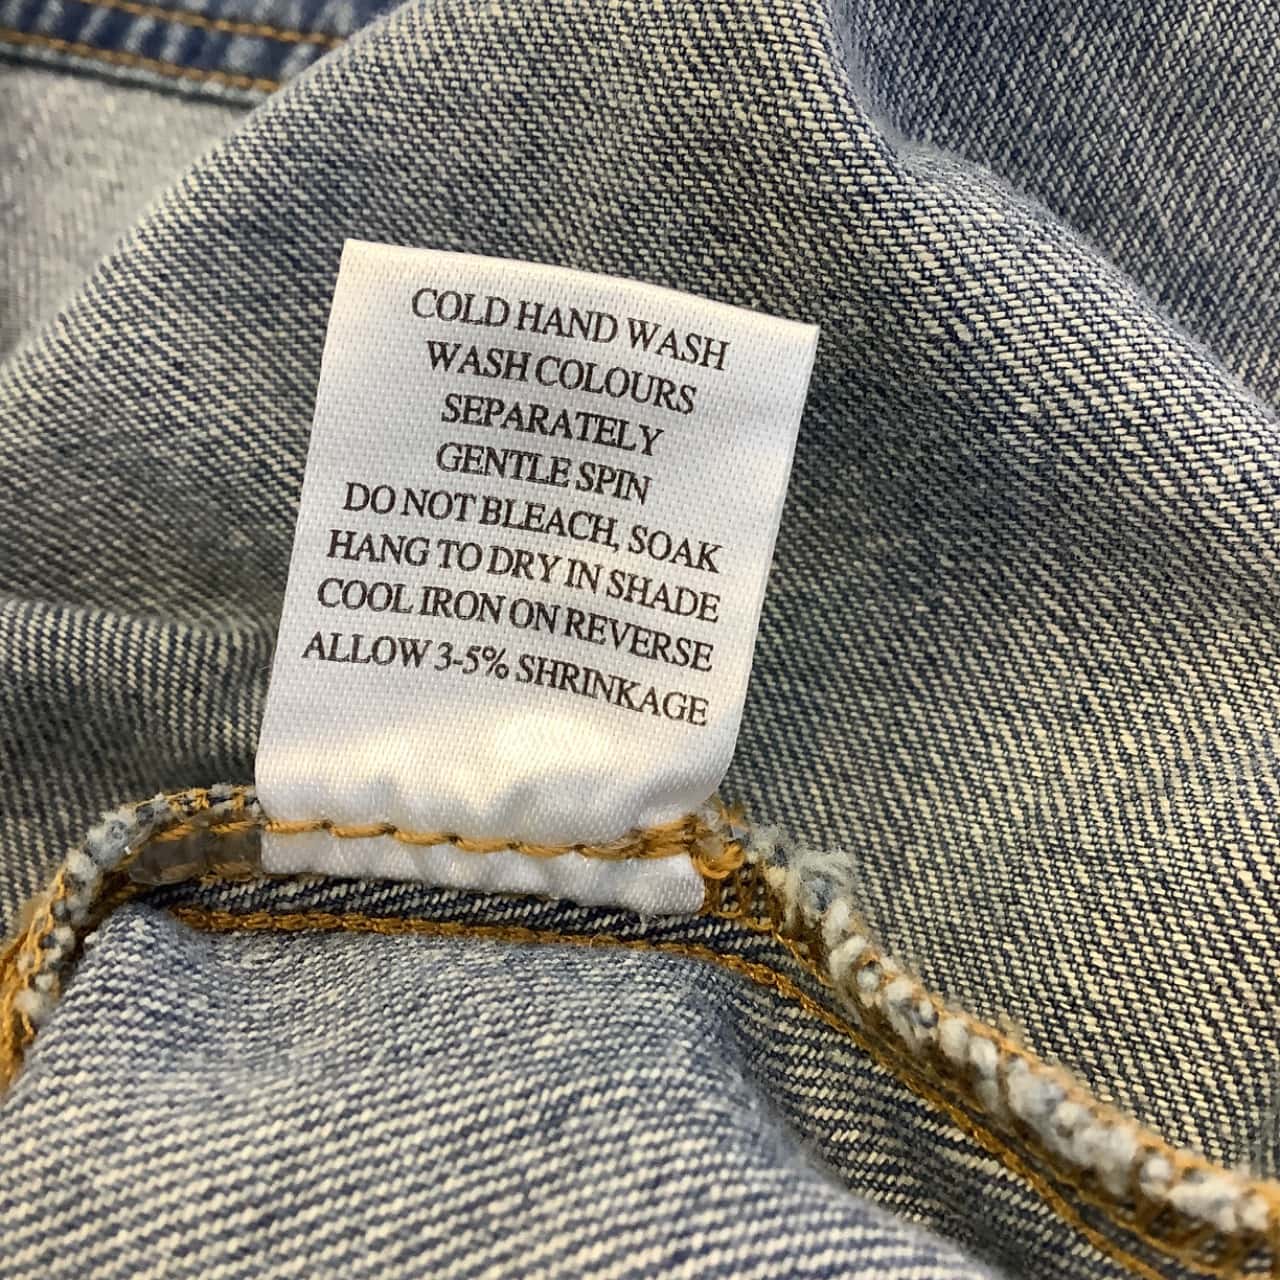 COLD HAND WASH
WASH COLOURS
SEPARATELY
GENTLE SPIN
DO NOT BLEACH, SOAK
HANG TO DRY IN SHADE
COOL IRON ON REVERSE
ALLOW 3-5% SHRINKAGE